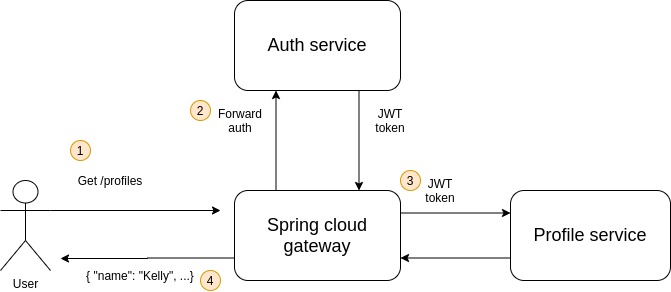 Auth service
2
Forward
auth
JWT
token
1
Get /profiles
3
JWT
token
Spring cloud
gateway
Profile service
{ "name": "Kelly", ...}
4
User